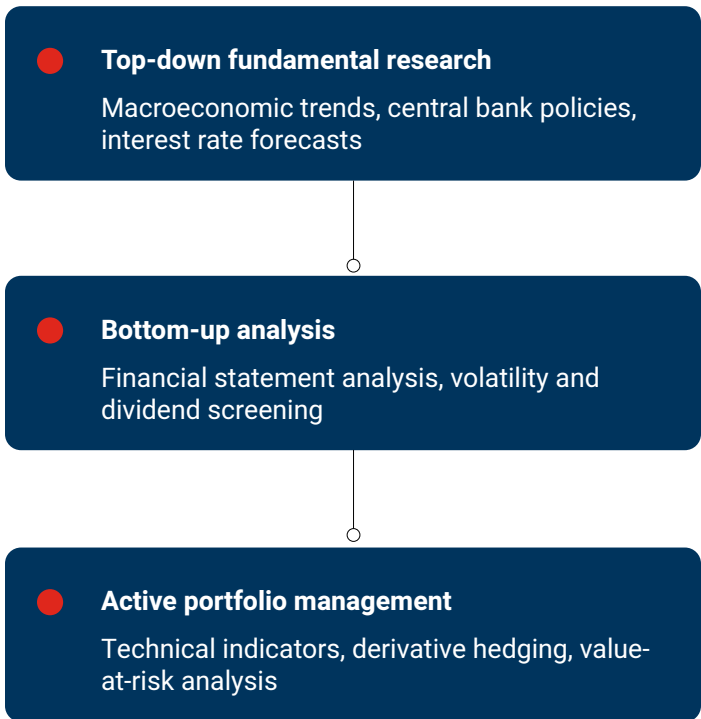 Top-down fundamental research
Macroeconomic trends, central bank policies,
interest rate forecasts
Bottom-up analysis
Financial statement analysis, volatility and
dividend screening
Active portfolio management
Technical indicators, derivative hedging, value-
at-risk analysis